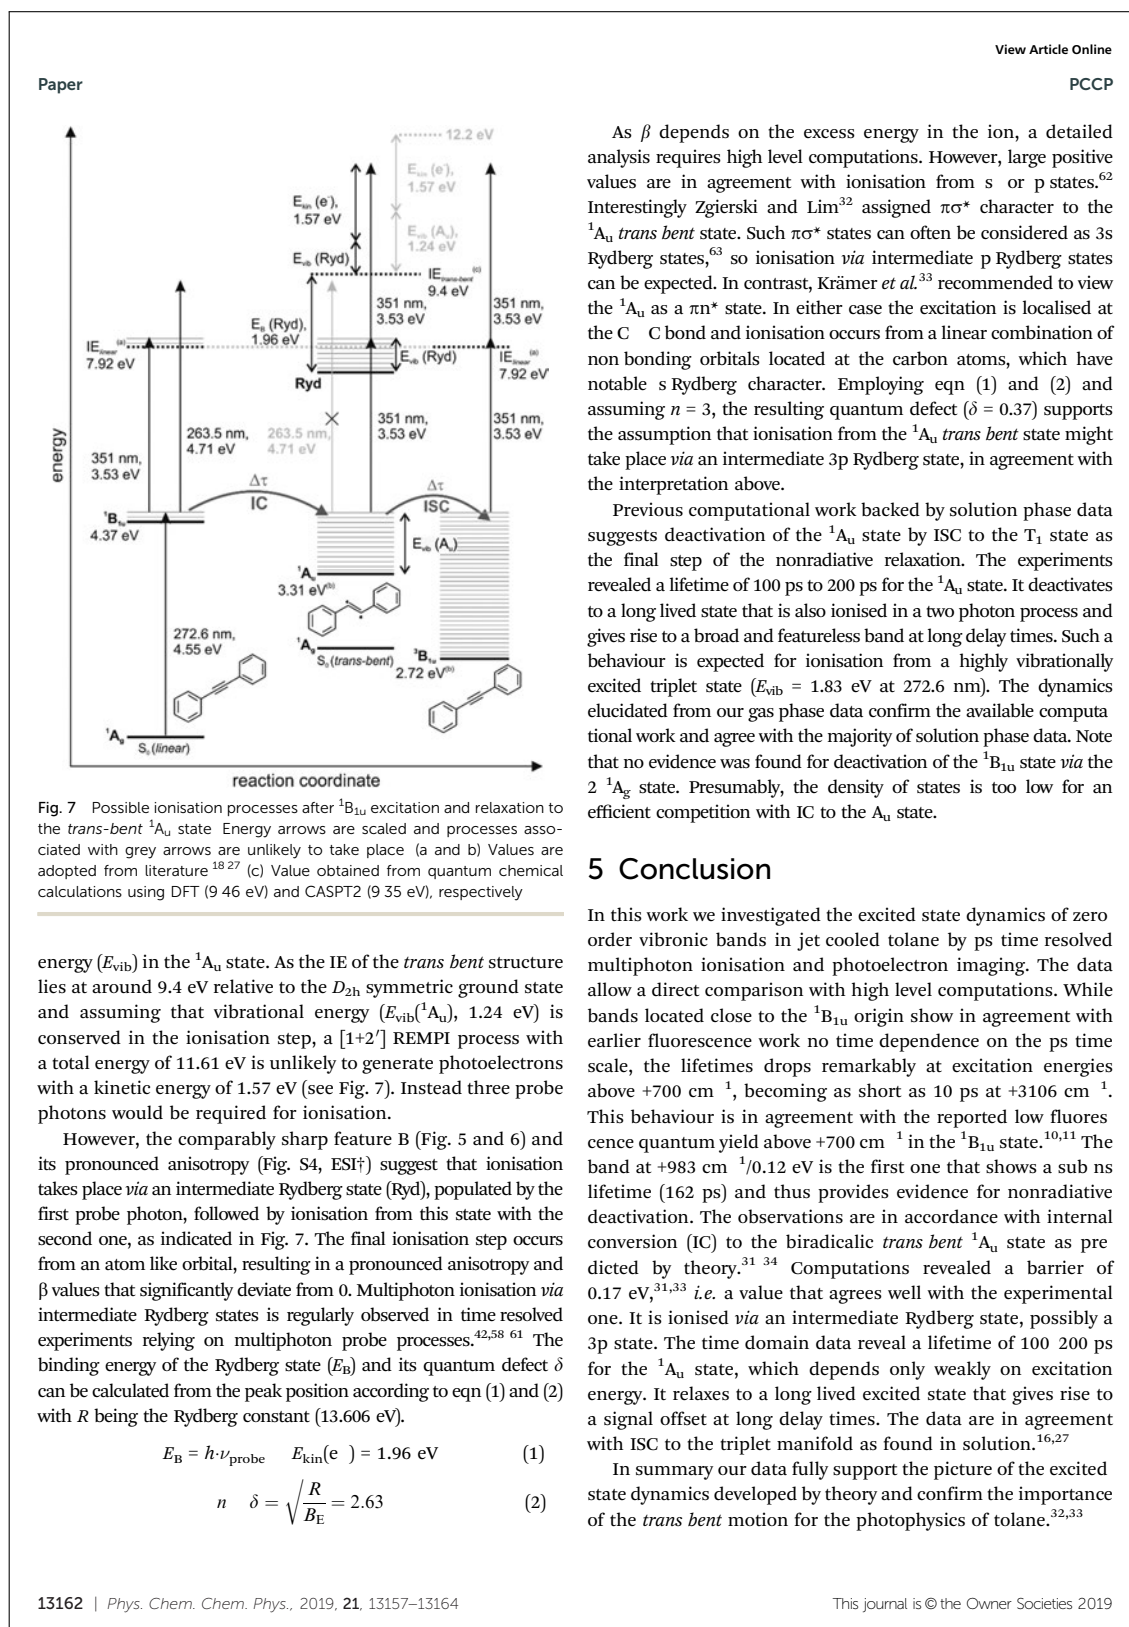 View Article Online
Paper
PCCP
12.2 eV
Ekin (e-), 1.57 eV
Ekin (e-), 1.57 eV
Evib (Au) 1.24 eV
Evib (Ryd)
IEtrans-bent (c)
9.4 eV
EB (Ryd), 1.96 eV
351 nm, 3.53 eV
351 nm, 3.53 eV
IElinear (a)
7.92 eV
Evib (Ryd)
IElinear (a)
7.92 eV
Ryd
351 nm, 3.53 eV
263.5 nm, 4.71 eV
263.5 nm, 4.71 eV
351 nm, 3.53 eV
351 nm, 3.53 eV
energy
Δτ
IC
Δτ
ISC
¹B1u
4.37 eV
Evib (Au)
¹Au
3.31 eV(b)
272.6 nm, 4.55 eV
¹Ag
S0 (trans-bent)
³B1u
2.72 eV(b)
¹Ag
S0 (linear)
reaction coordinate
Fig. 7 Possible ionisation processes after ¹B1u excitation and relaxation to
the trans-bent ¹Au state Energy arrows are scaled and processes asso-
ciated with grey arrows are unlikely to take place (a and b) Values are
adopted from literature 18 27 (c) Value obtained from quantum chemical
calculations using DFT (9 46 eV) and CASPT2 (9 35 eV), respectively
energy (Evib) in the ¹Au state. As the IE of the trans bent structure
lies at around 9.4 eV relative to the D2h symmetric ground state
and assuming that vibrational energy (Evib(¹Au), 1.24 eV) is
conserved in the ionisation step, a [1+2′] REMPI process with
a total energy of 11.61 eV is unlikely to generate photoelectrons
with a kinetic energy of 1.57 eV (see Fig. 7). Instead three probe
photons would be required for ionisation.
However, the comparably sharp feature B (Fig. 5 and 6) and
its pronounced anisotropy (Fig. S4, ESI†) suggest that ionisation
takes place via an intermediate Rydberg state (Ryd), populated by the
first probe photon, followed by ionisation from this state with the
second one, as indicated in Fig. 7. The final ionisation step occurs
from an atom like orbital, resulting in a pronounced anisotropy and
β values that significantly deviate from 0. Multiphoton ionisation via
intermediate Rydberg states is regularly observed in time resolved
experiments relying on multiphoton probe processes.42,58 61 The
binding energy of the Rydberg state (EB) and its quantum defect δ
can be calculated from the peak position according to eqn (1) and (2)
with R being the Rydberg constant (13.606 eV).
EB = h·νprobe Ekin(e ) = 1.96 eV (1)
n δ = √(R/BE) = 2.63 (2)
As β depends on the excess energy in the ion, a detailed
analysis requires high level computations. However, large positive
values are in agreement with ionisation from s or p states.62
Interestingly Zgierski and Lim32 assigned πσ* character to the
¹Au trans bent state. Such πσ* states can often be considered as 3s
Rydberg states,63 so ionisation via intermediate p Rydberg states
can be expected. In contrast, Krämer et al.33 recommended to view
the ¹Au as a πn* state. In either case the excitation is localised at
the C C bond and ionisation occurs from a linear combination of
non bonding orbitals located at the carbon atoms, which have
notable s Rydberg character. Employing eqn (1) and (2) and
assuming n = 3, the resulting quantum defect (δ = 0.37) supports
the assumption that ionisation from the ¹Au trans bent state might
take place via an intermediate 3p Rydberg state, in agreement with
the interpretation above.
Previous computational work backed by solution phase data
suggests deactivation of the ¹Au state by ISC to the T1 state as
the final step of the nonradiative relaxation. The experiments
revealed a lifetime of 100 ps to 200 ps for the ¹Au state. It deactivates
to a long lived state that is also ionised in a two photon process and
gives rise to a broad and featureless band at long delay times. Such a
behaviour is expected for ionisation from a highly vibrationally
excited triplet state (Evib = 1.83 eV at 272.6 nm). The dynamics
elucidated from our gas phase data confirm the available computa
tional work and agree with the majority of solution phase data. Note
that no evidence was found for deactivation of the ¹B1u state via the
2 ¹Ag state. Presumably, the density of states is too low for an
efficient competition with IC to the Au state.
5 Conclusion
In this work we investigated the excited state dynamics of zero
order vibronic bands in jet cooled tolane by ps time resolved
multiphoton ionisation and photoelectron imaging. The data
allow a direct comparison with high level computations. While
bands located close to the ¹B1u origin show in agreement with
earlier fluorescence work no time dependence on the ps time
scale, the lifetimes drops remarkably at excitation energies
above +700 cm 1, becoming as short as 10 ps at +3106 cm 1.
This behaviour is in agreement with the reported low fluores
cence quantum yield above +700 cm 1 in the ¹B1u state.10,11 The
band at +983 cm 1/0.12 eV is the first one that shows a sub ns
lifetime (162 ps) and thus provides evidence for nonradiative
deactivation. The observations are in accordance with internal
conversion (IC) to the biradicalic trans bent ¹Au state as pre
dicted by theory.31 34 Computations revealed a barrier of
0.17 eV,31,33 i.e. a value that agrees well with the experimental
one. It is ionised via an intermediate Rydberg state, possibly a
3p state. The time domain data reveal a lifetime of 100 200 ps
for the ¹Au state, which depends only weakly on excitation
energy. It relaxes to a long lived excited state that gives rise to
a signal offset at long delay times. The data are in agreement
with ISC to the triplet manifold as found in solution.16,27
In summary our data fully support the picture of the excited
state dynamics developed by theory and confirm the importance
of the trans bent motion for the photophysics of tolane.32,33
13162 | Phys. Chem. Chem. Phys., 2019, 21, 13157–13164
This journal is © the Owner Societies 2019